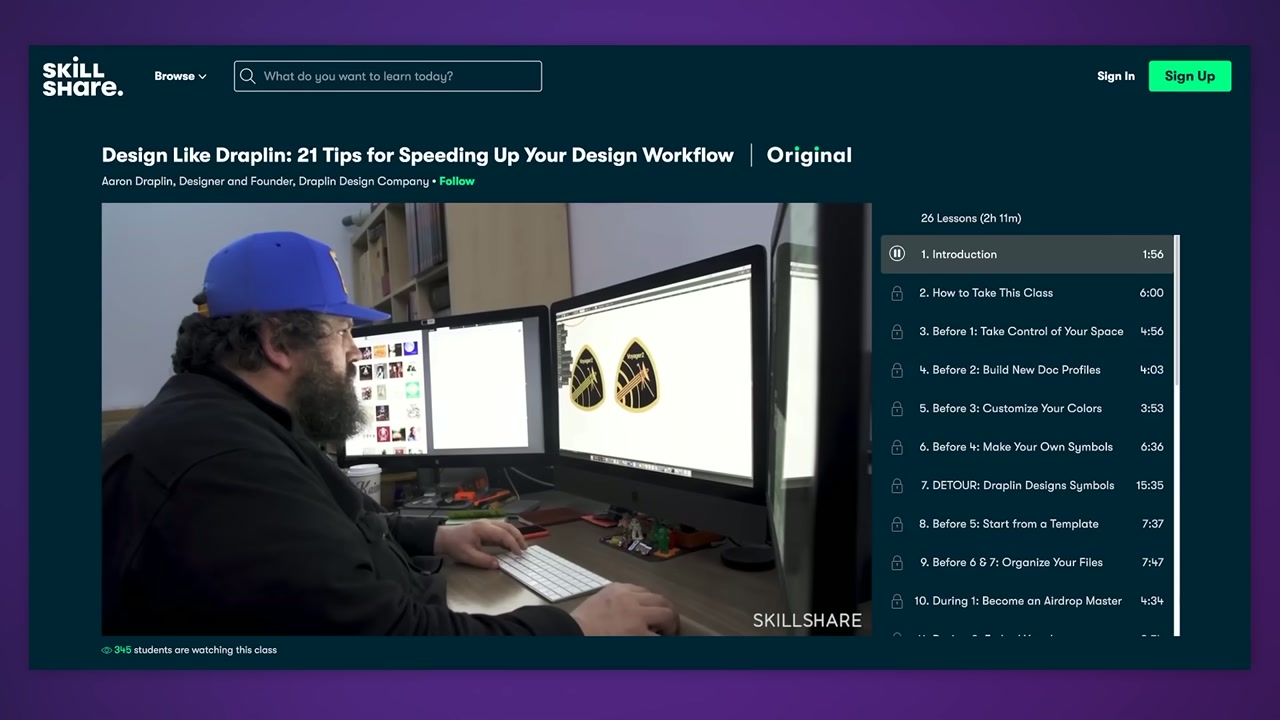 SKILL
SHARE.
Browse
What do you want to learn today?
Sign In
Sign Up
Design Like Draplin: 21 Tips for Speeding Up Your Design Workflow | Original
Aaron Draplin, Designer and Founder, Draplin Design Company • Follow
26 Lessons (2h 11m)
1. Introduction 1:56
2. How to Take This Class 6:00
3. Before 1: Take Control of Your Space 4:56
4. Before 2: Build New Doc Profiles 4:03
5. Before 3: Customize Your Colors 3:53
6. Before 4: Make Your Own Symbols 6:36
7. DETOUR: Draplin Designs Symbols 15:35
8. Before 5: Start from a Template 7:37
9. Before 6 & 7: Organize Your Files 7:47
10. During 1: Become an Airdrop Master 4:34
Voyager 2
Voyager 2
SKILLSHARE
345 students are watching this class